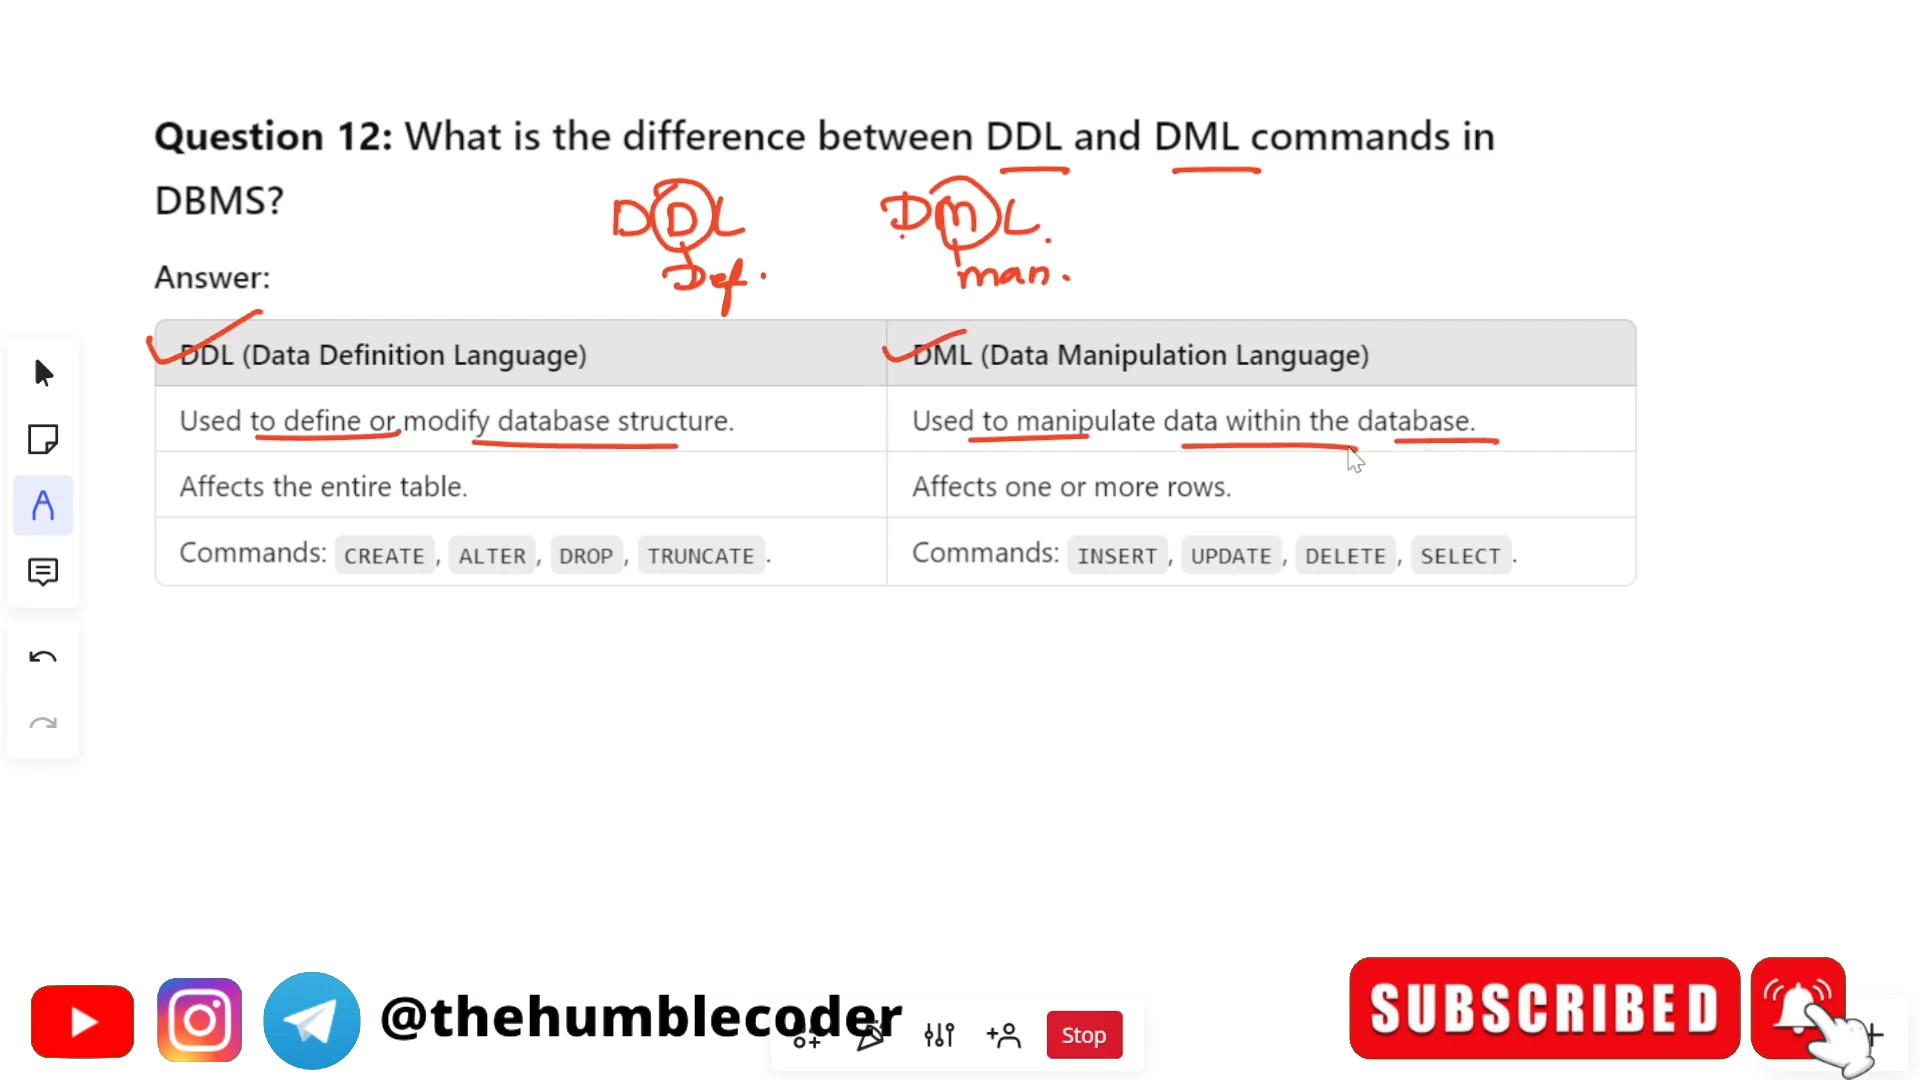 Question 12: What is the difference between DDL and DML commands in
DBMS?
DDL DML.
Def. man.
Answer:
DDL (Data Definition Language) DML (Data Manipulation Language)
Used to define or modify database structure. Used to manipulate data within the database.
Affects the entire table. Affects one or more rows.
Commands: CREATE, ALTER, DROP, TRUNCATE. Commands: INSERT, UPDATE, DELETE, SELECT.
@thehumblecoder
Stop
SUBSCRIBED